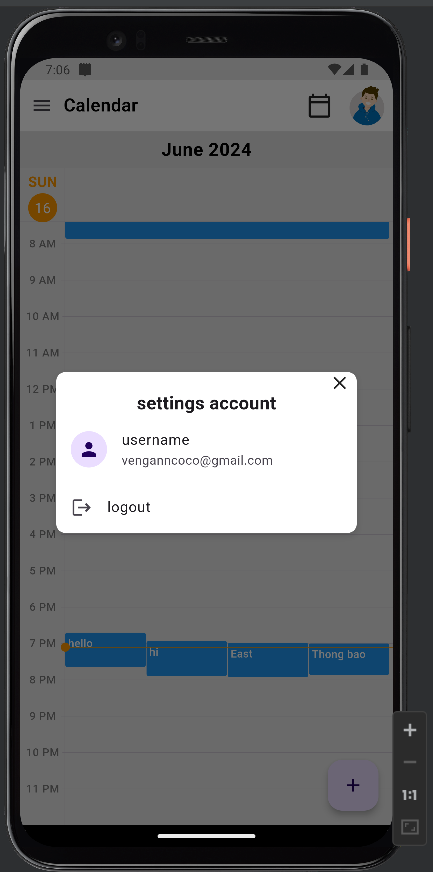 7:06
Calendar
June 2024
SUN
16
8 AM
9 AM
10 AM
11 AM
12 PM
settings account
1 PM
username
2 PM
venganncoco@gmail.com
3 PM
logout
4 PM
5 PM
6 PM
7 PM
hello
hi
East
Thong bao
8 PM
9 PM
10 PM
11 PM
1:1